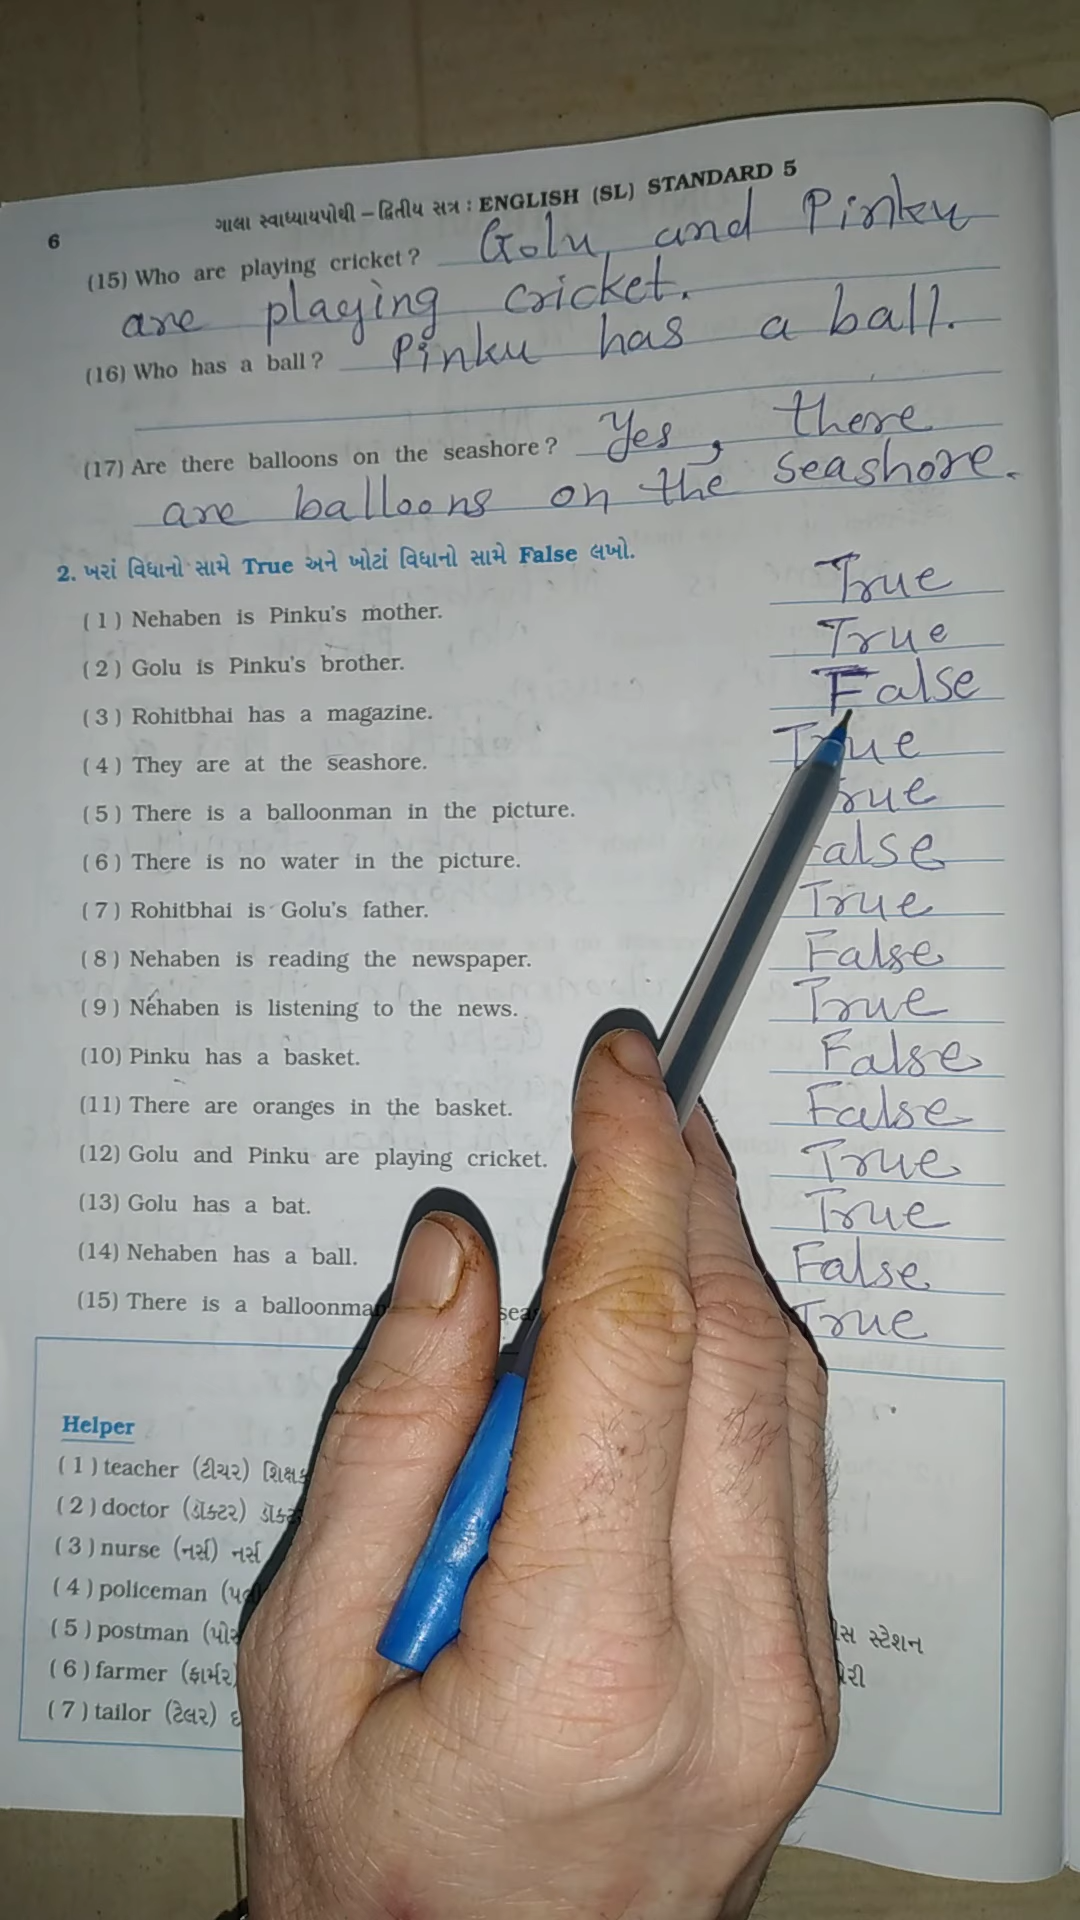 6
ગાલા સ્વાધ્યાયપોથી – દ્વિતીય સત્ર : ENGLISH (SL) STANDARD 5
(15) Who are playing cricket ? Golu and Pinku
are playing cricket.
(16) Who has a ball ? Pinku has a ball.
(17) Are there balloons on the seashore ? Yes, there
are balloons on the seashore.
2. ખરાં વિધાનો સામે True અને ખોટાં વિધાનો સામે False લખો.
(1) Nehaben is Pinku's mother. True
(2) Golu is Pinku's brother. True
(3) Rohitbhai has a magazine. False
(4) They are at the seashore. True
(5) There is a balloonman in the picture. rue
(6) There is no water in the picture. alse
(7) Rohitbhai is Golu's father. True
(8) Nehaben is reading the newspaper. False
(9) Nehaben is listening to the news. True
(10) Pinku has a basket. False
(11) There are oranges in the basket. False
(12) Golu and Pinku are playing cricket. True
(13) Golu has a bat. True
(14) Nehaben has a ball. False
(15) There is a balloonman True
Helper
(1) teacher (ટીચર)
(2) doctor (ડૉક્ટર)
(3) nurse (નર્સ) નર્સ
(4) policeman
(5) postman સ્ટેશન
(6) farmer (ફાર્મર)
(7) tailor (ટેલર)